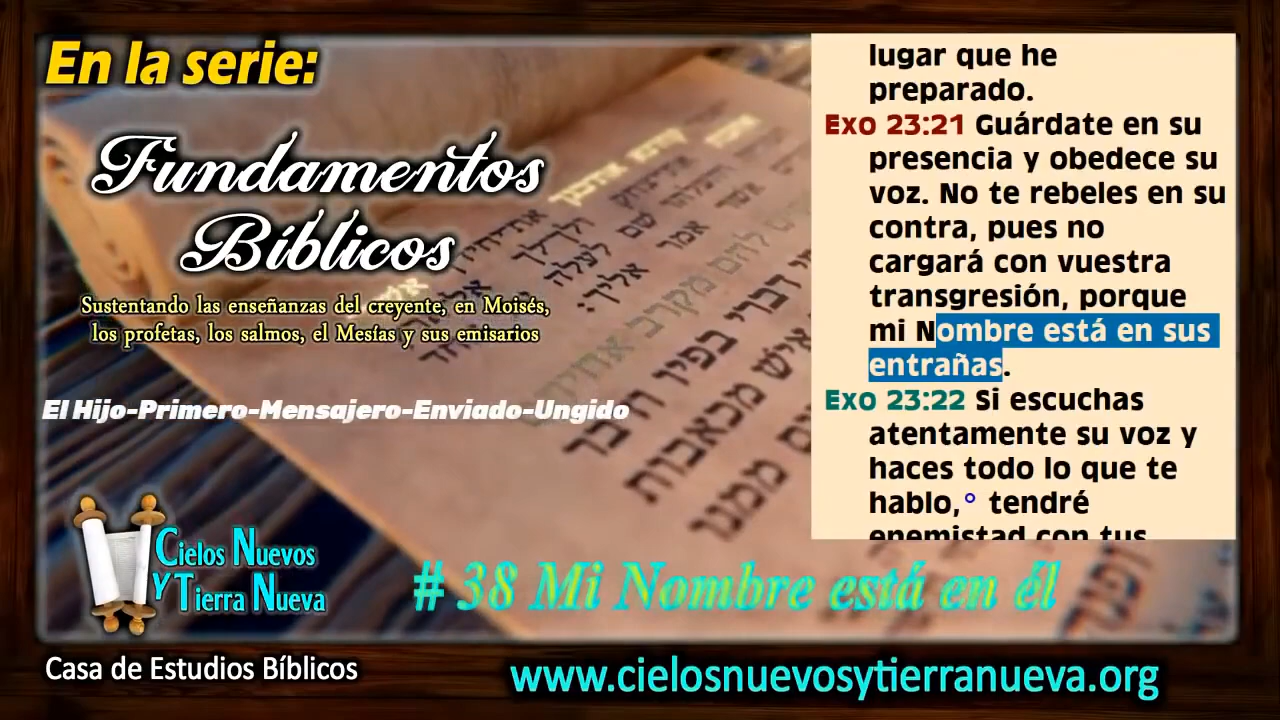 En la serie:
Fundamentos
Bíblicos
Sustentando las enseñanzas del creyente, en Moisés,
los profetas, los salmos, el Mesías y sus emisarios
El Hijo-Primero-Mensajero-Enviado-Ungido
Cielos Nuevos
Y Tierra Nueva
Casa de Estudios Bíblicos
lugar que he
preparado.
Exo 23:21 Guárdate en su
presencia y obedece su
voz. No te rebeles en su
contra, pues no
cargará con vuestra
transgresión, porque
mi Nombre está en sus
entrañas.
Exo 23:22 Si escuchas
atentamente su voz y
haces todo lo que te
hablo,° tendré
enemistad con tus
# 38 Mi Nombre está en él
www.cielosnuevosytierranueva.org